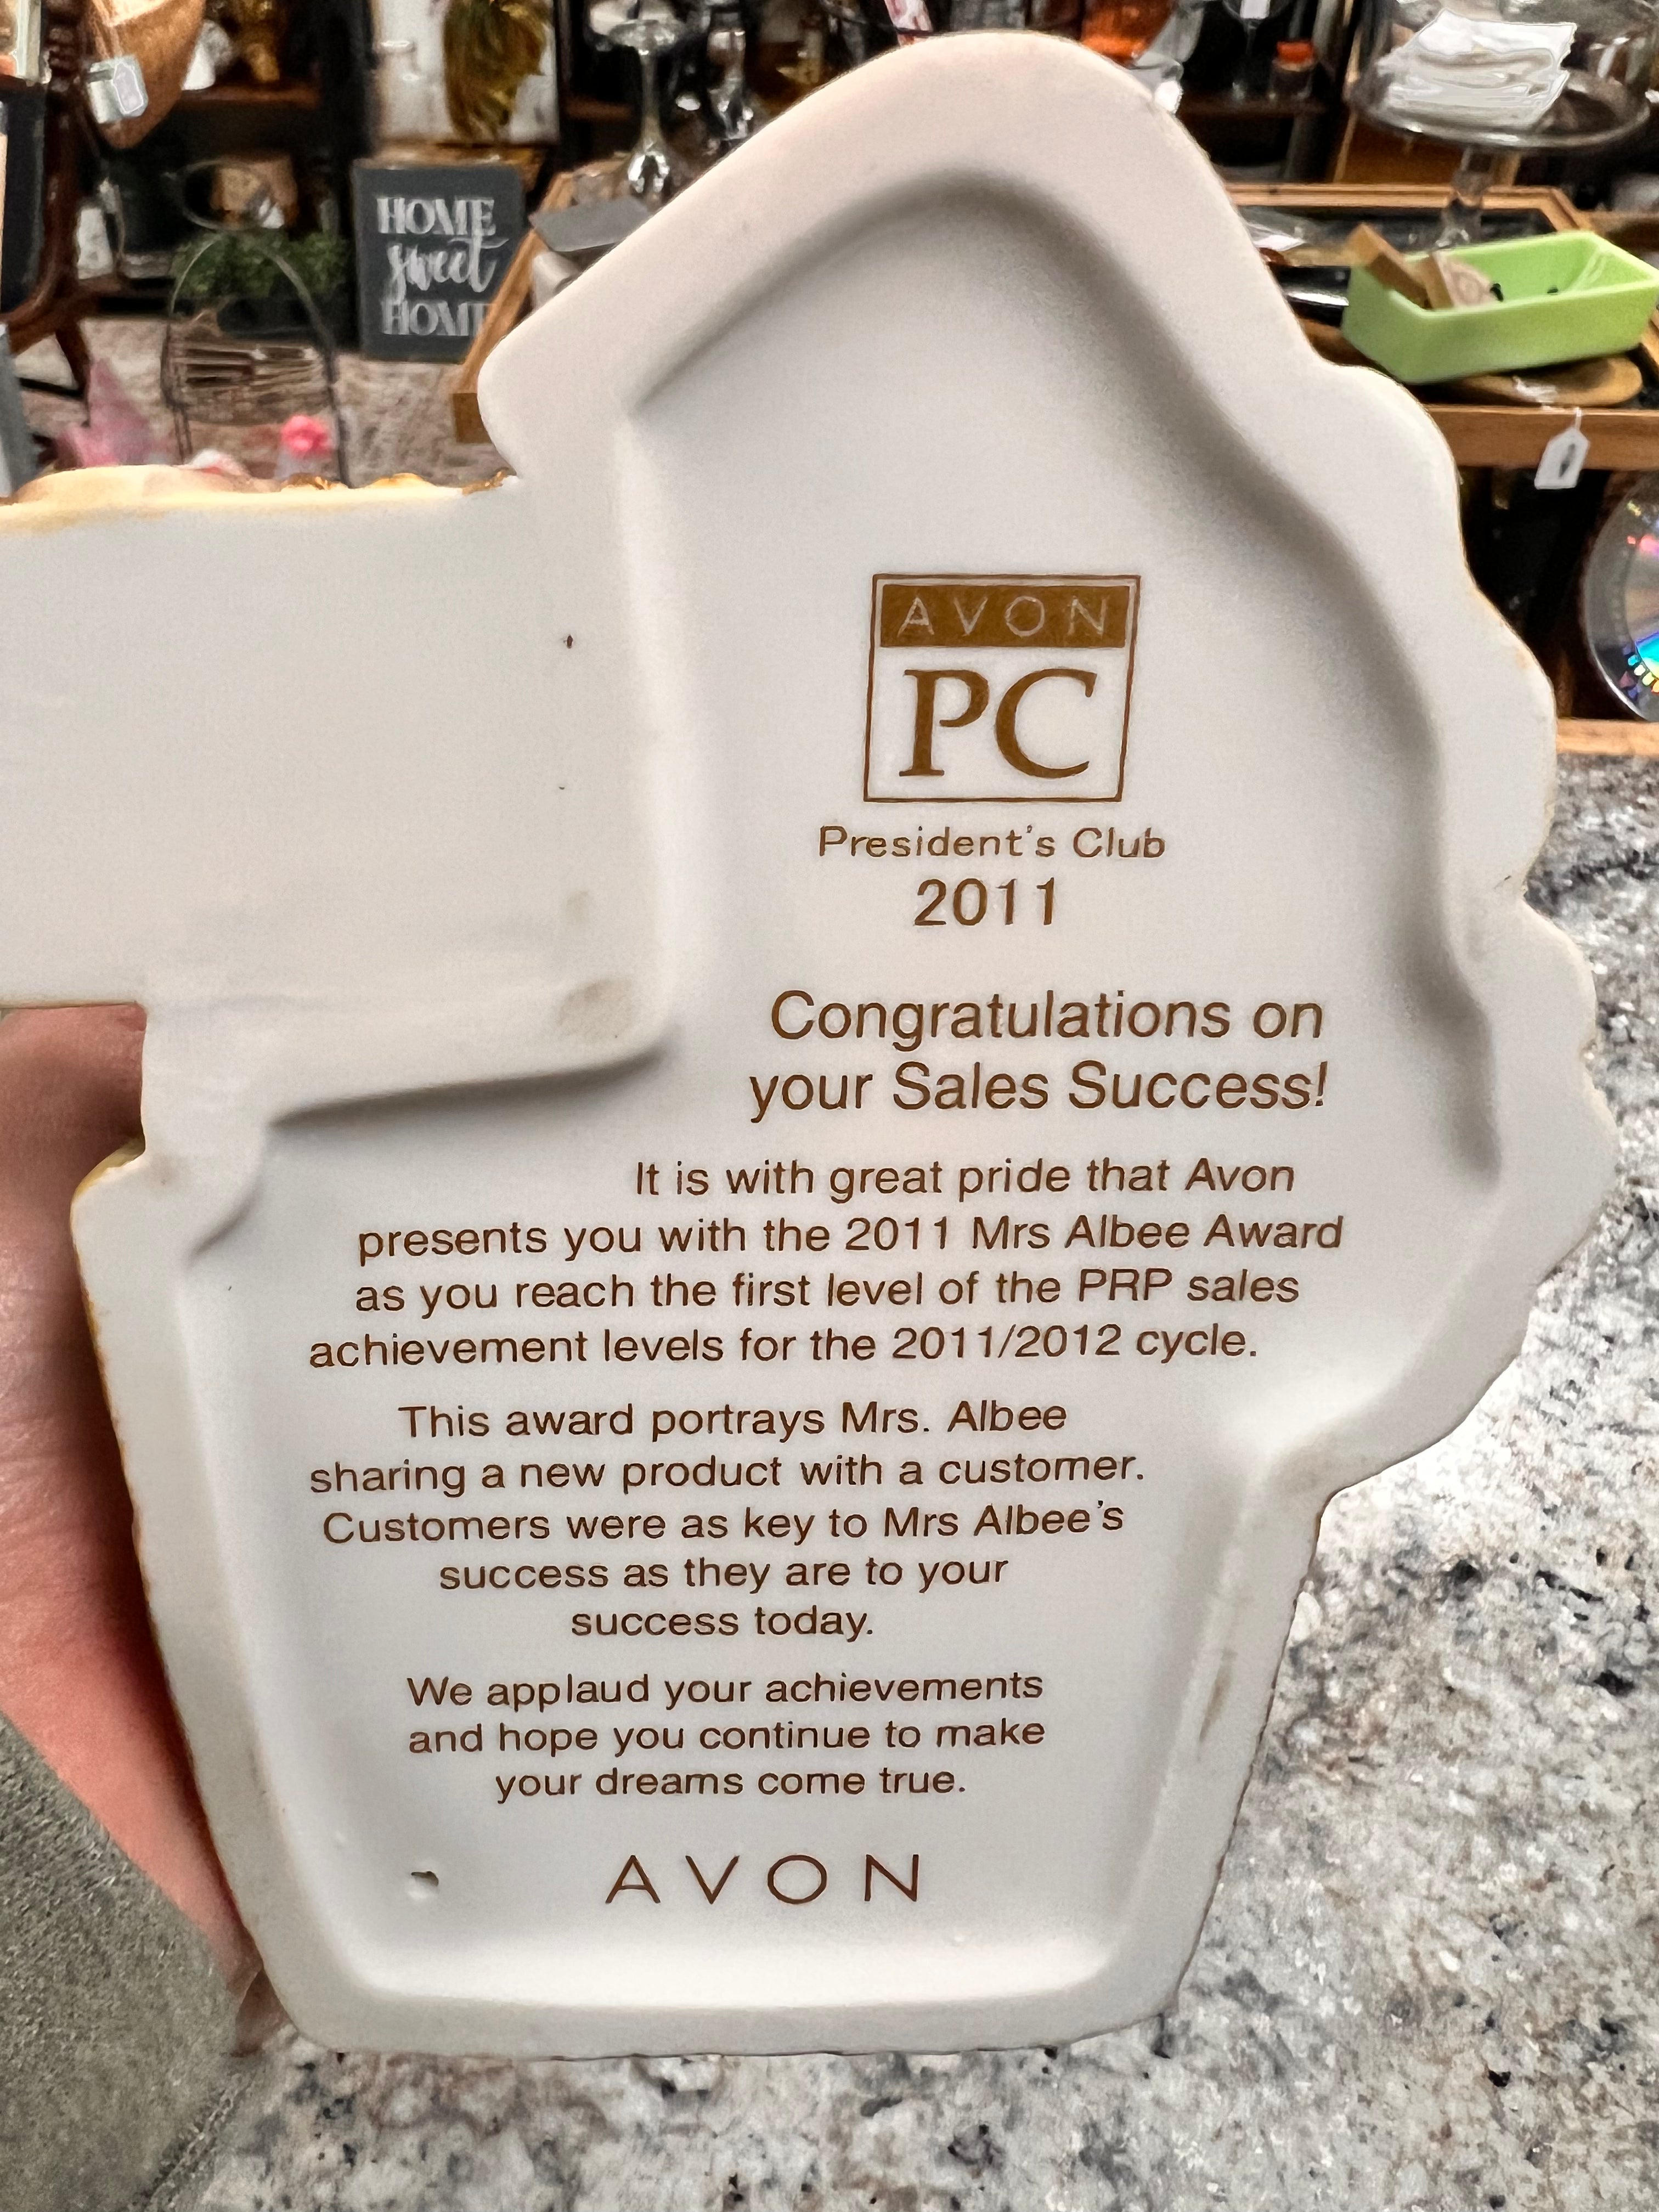 HOME
sweet
HOME
AVON
PC
President's Club
2011
Congratulations on
your Sales Success!
It is with great pride that Avon
presents you with the 2011 Mrs Albee Award
as you reach the first level of the PRP sales
achievement levels for the 2011/2012 cycle.
This award portrays Mrs. Albee
sharing a new product with a customer.
Customers were as key to Mrs Albee's
success as they are to your
success today.
We applaud your achievements
and hope you continue to make
your dreams come true.
AVON